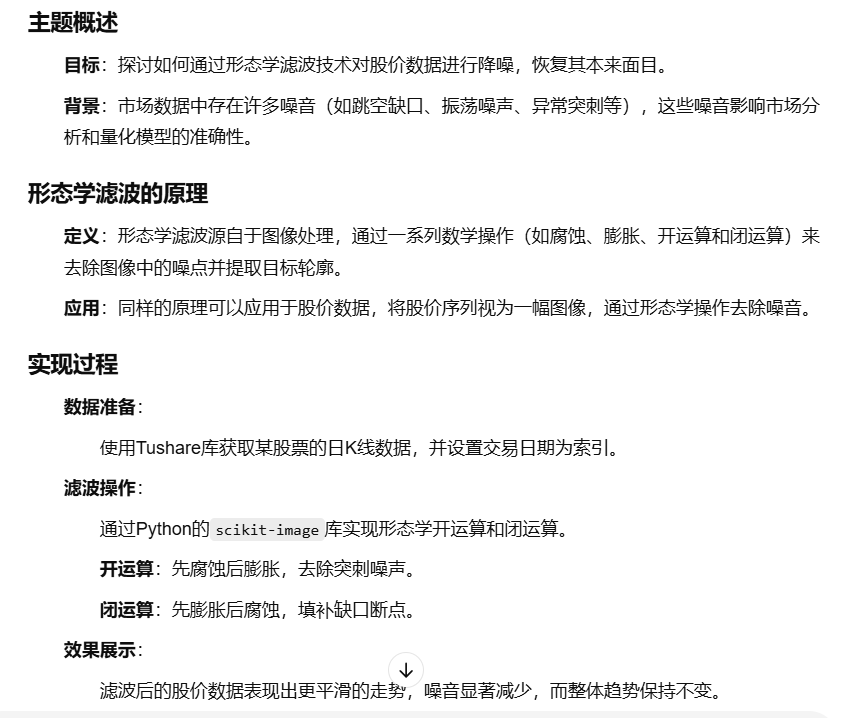 主题概述
目标：探讨如何通过形态学滤波技术对股价数据进行降噪，恢复其本来面目。
背景：市场数据中存在许多噪音（如跳空缺口、振荡噪声、异常突刺等），这些噪音影响市场分
析和量化模型的准确性。
形态学滤波的原理
定义：形态学滤波源自于图像处理，通过一系列数学操作（如腐蚀、膨胀、开运算和闭运算）来
去除图像中的噪点并提取目标轮廓。
应用：同样的原理可以应用于股价数据，将股价序列视为一幅图像，通过形态学操作去除噪音。
实现过程
数据准备：
使用Tushare库获取某股票的日K线数据，并设置交易日期为索引。
滤波操作：
通过Python的 scikit-image 库实现形态学开运算和闭运算。
开运算：先腐蚀后膨胀，去除突刺噪声。
闭运算：先膨胀后腐蚀，填补缺口断点。
效果展示：
滤波后的股价数据表现出更平滑的走势，噪音显著减少，而整体趋势保持不变。